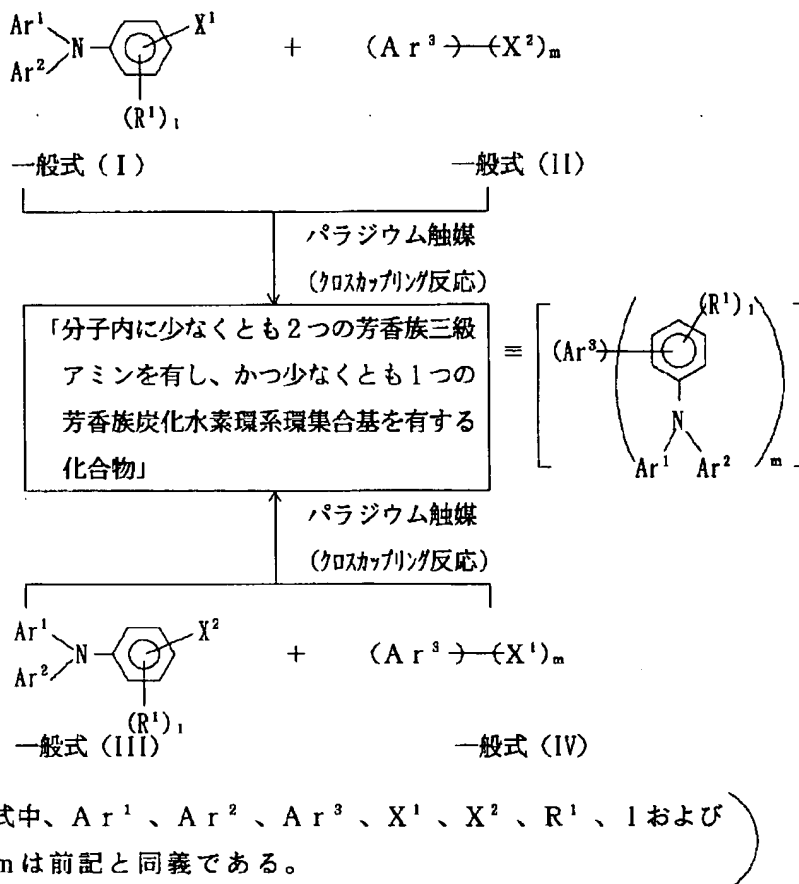 Ar¹ X¹
N + (Ar³)(X²)m
Ar²
(R¹)l
一般式(I) 一般式(II)
パラジウム触媒
(クロスカップリング反応)
「分子内に少なくとも2つの芳香族三級
アミンを有し、かつ少なくとも1つの
芳香族炭化水素環系環集合基を有する
化合物」
≡ (Ar³) (R¹)l
N
Ar¹ Ar² m
パラジウム触媒
(クロスカップリング反応)
Ar¹ X²
N + (Ar³)(X¹)m
Ar²
(R¹)l
一般式(III) 一般式(IV)
式中、Ar¹、Ar²、Ar³、X¹、X²、R¹、lおよび
mは前記と同義である。